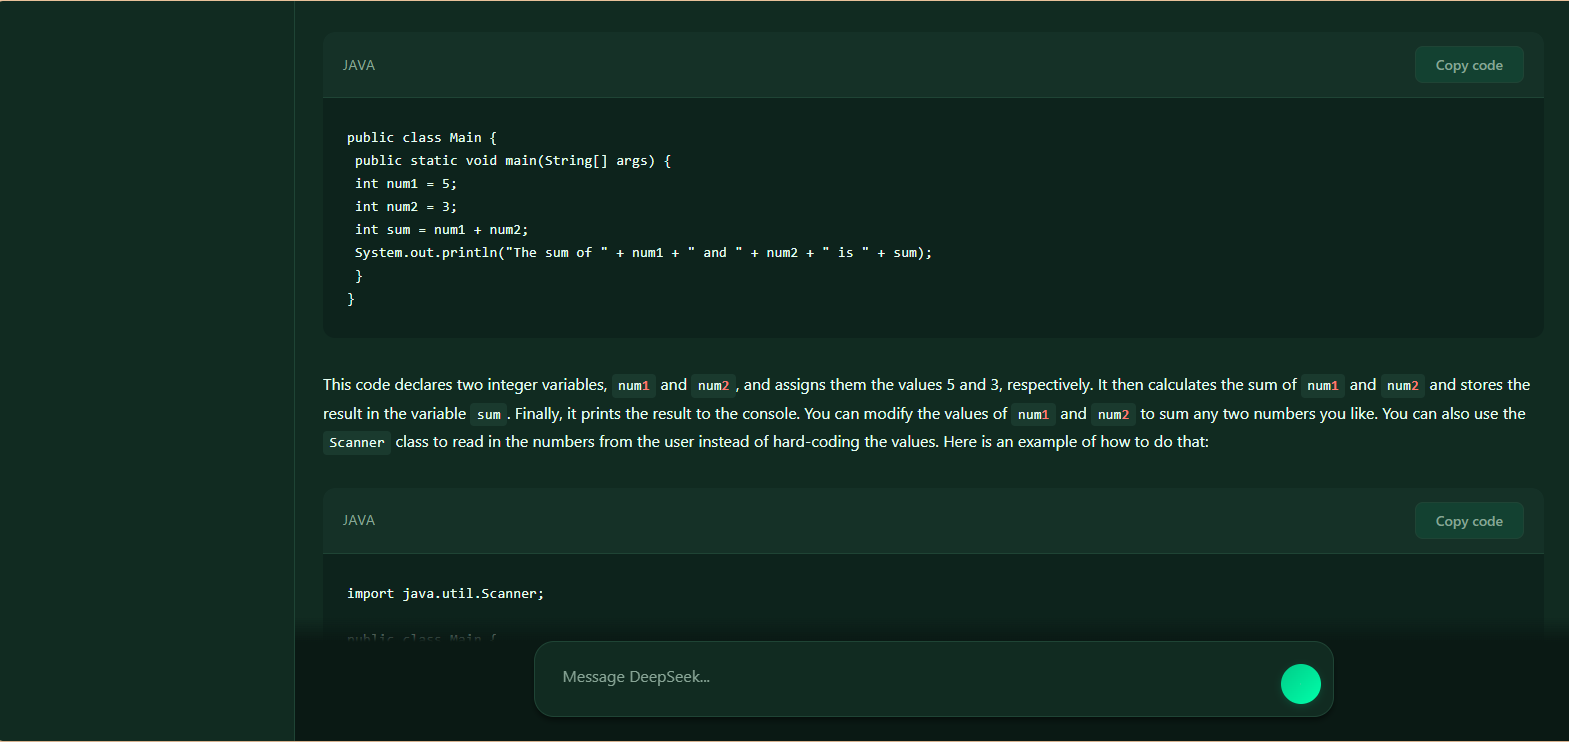 JAVA
Copy code
public class Main {
public static void main(String[] args) {
int num1 = 5;
int num2 = 3;
int sum = num1 + num2;
System.out.println("The sum of " + num1 + " and " + num2 + " is " + sum);
}
}
This code declares two integer variables, num1 and num2, and assigns them the values 5 and 3, respectively. It then calculates the sum of num1 and num2 and stores the
result in the variable sum. Finally, it prints the result to the console. You can modify the values of num1 and num2 to sum any two numbers you like. You can also use the
Scanner class to read in the numbers from the user instead of hard-coding the values. Here is an example of how to do that:
JAVA
Copy code
import java.util.Scanner;
public class Main {
Message DeepSeek...